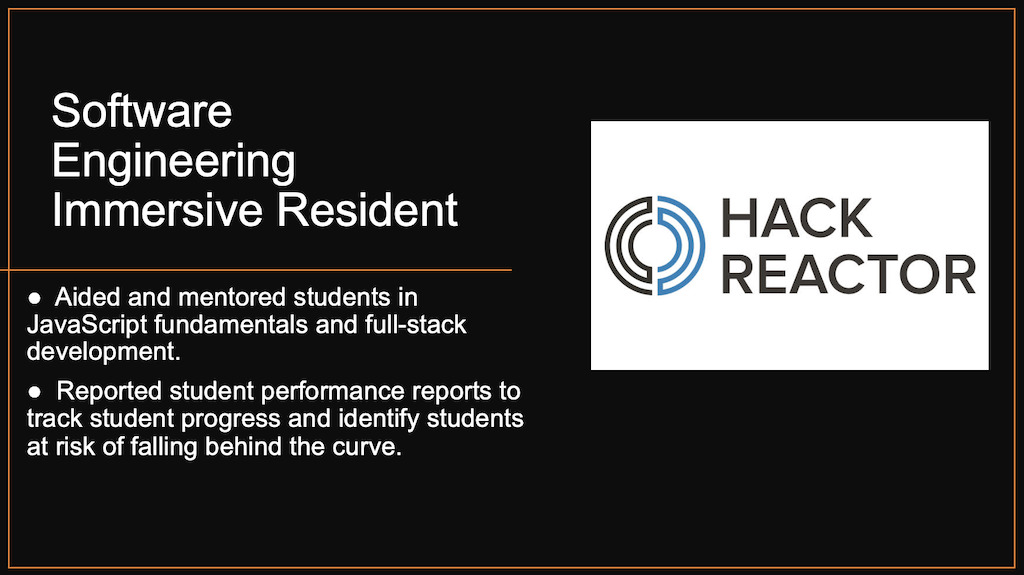 Software
Engineering
Immersive Resident
● Aided and mentored students in
JavaScript fundamentals and full-stack
development.
● Reported student performance reports to
track student progress and identify students
at risk of falling behind the curve.
HACK
REACTOR